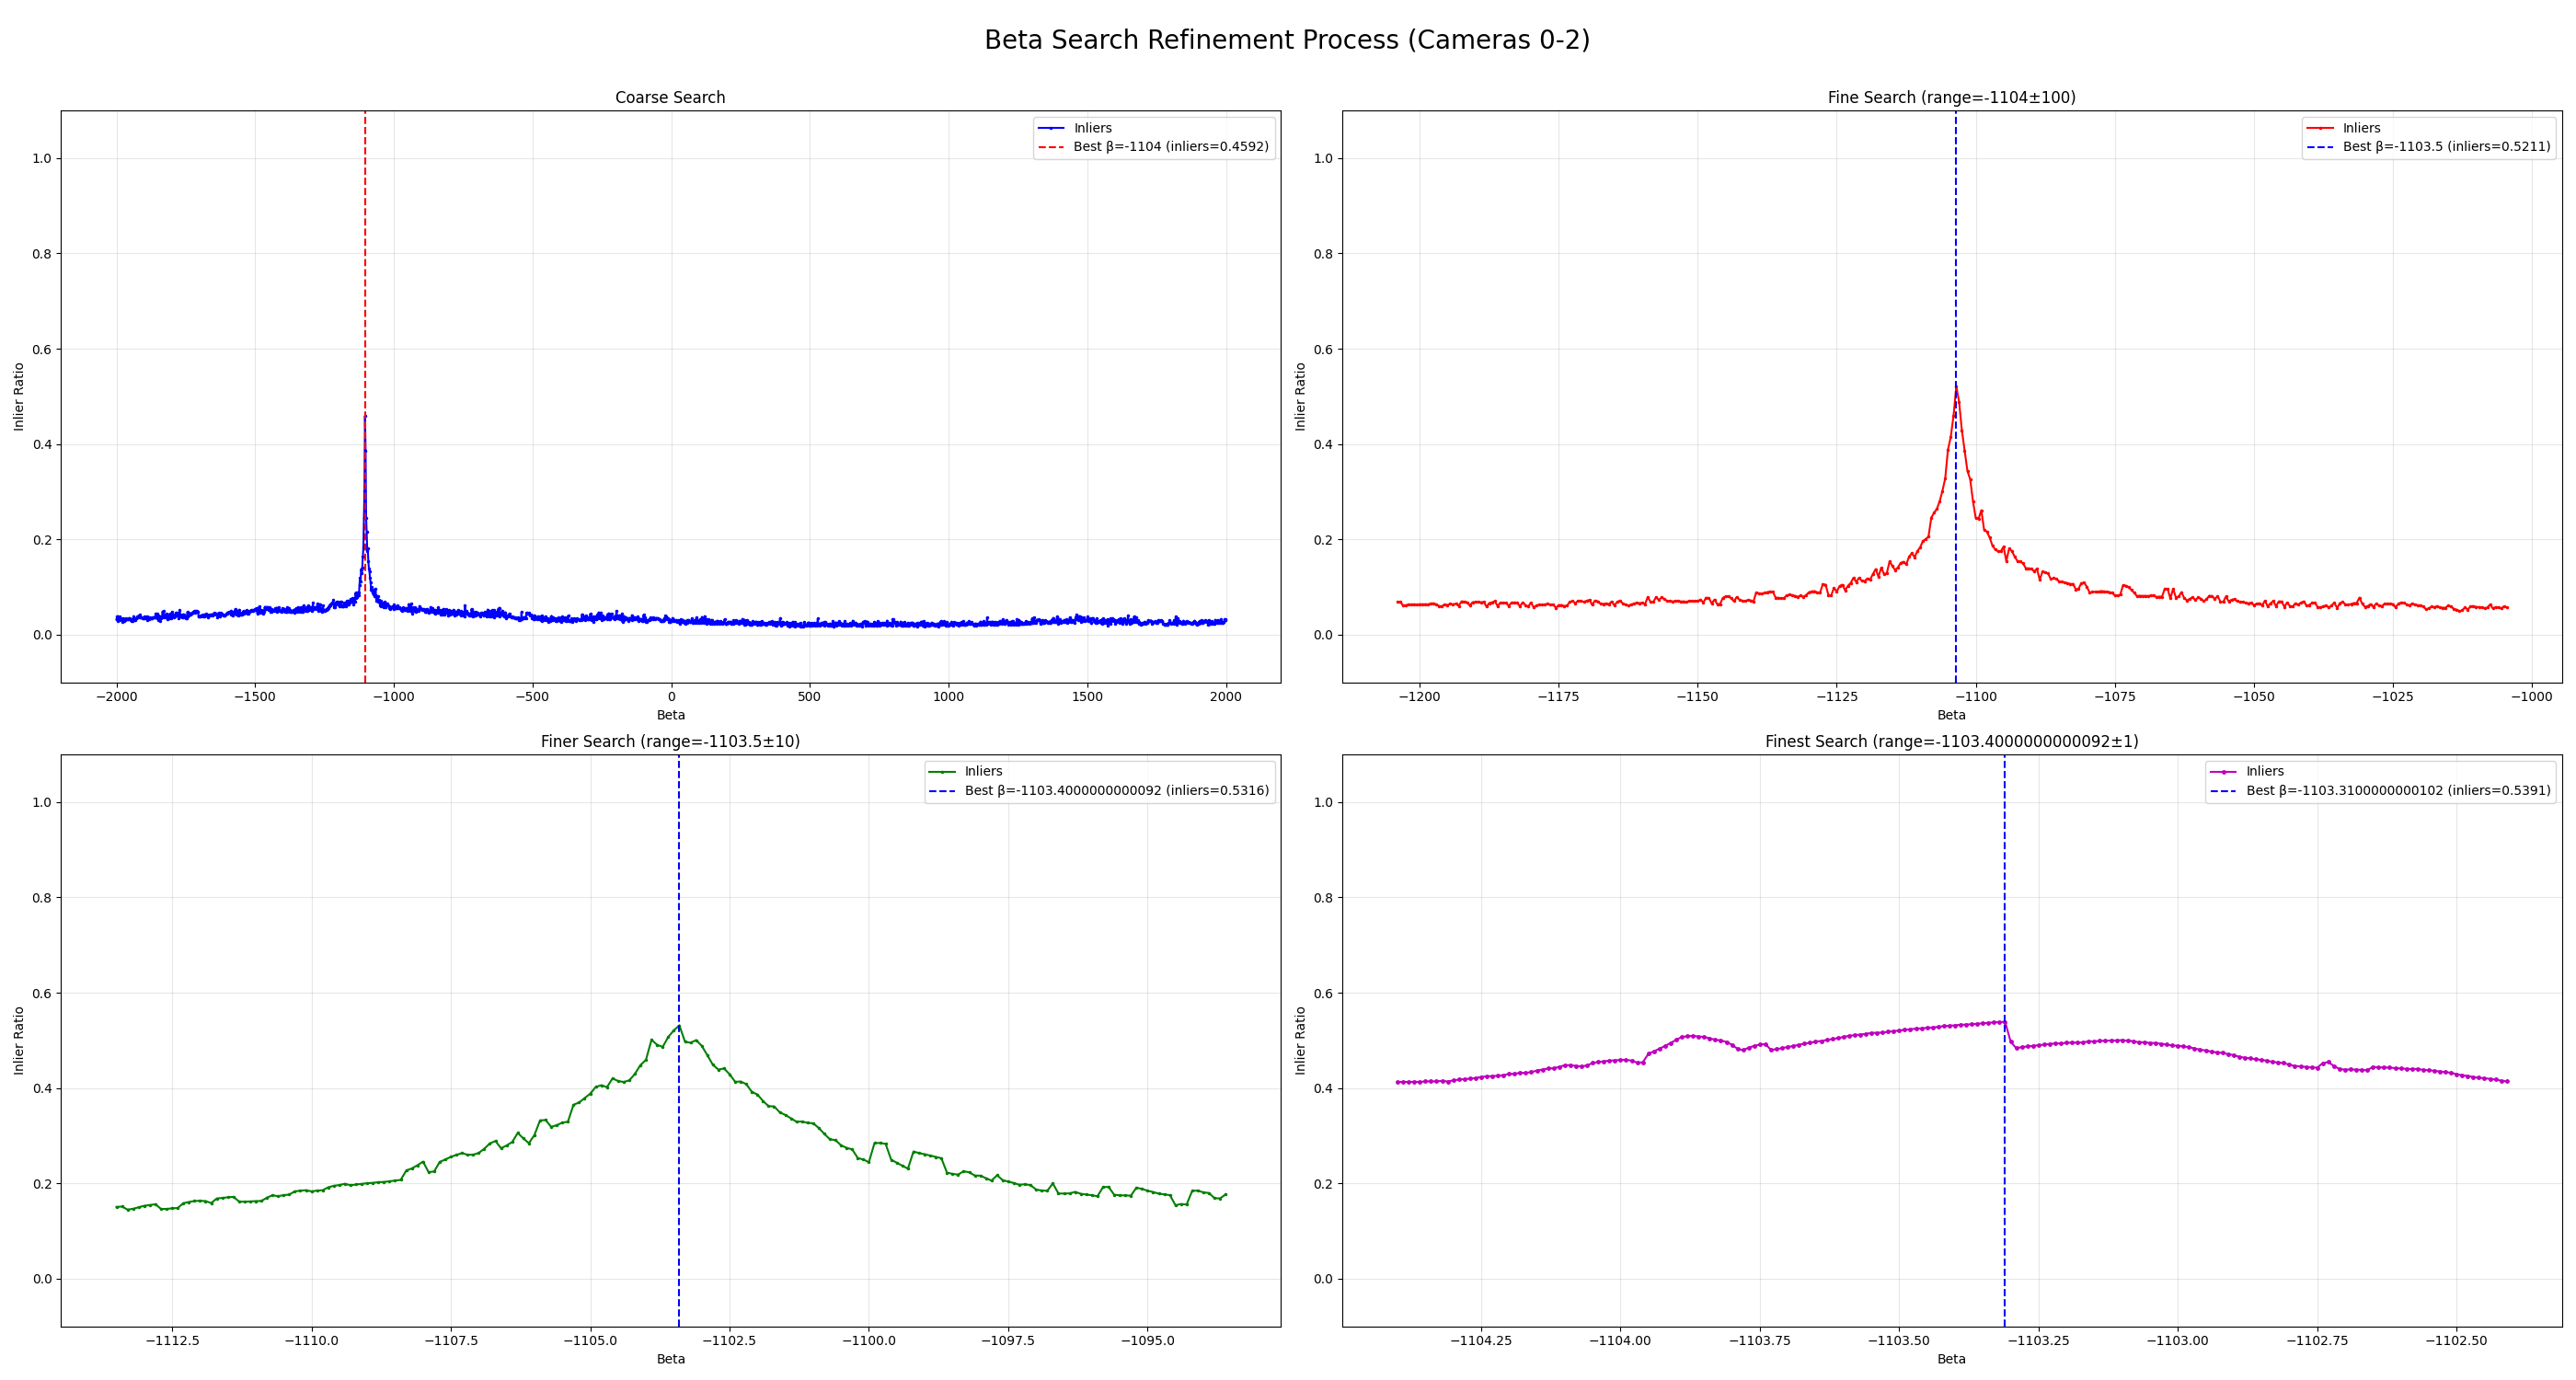 Beta Search Refinement Process (Cameras 0-2)
Coarse Search
Inliers
Best β=-1104 (inliers=0.4592)
Inlier Ratio
1.0
0.8
0.6
0.4
0.2
0.0
−2000 −1500 −1000 −500 0 500 1000 1500 2000
Beta
Fine Search (range=-1104±100)
Inliers
Best β=-1103.5 (inliers=0.5211)
Inlier Ratio
1.0
0.8
0.6
0.4
0.2
0.0
−1200 −1175 −1150 −1125 −1100 −1075 −1050 −1025 −1000
Beta
Finer Search (range=-1103.5±10)
Inliers
Best β=-1103.4000000000092 (inliers=0.5316)
Inlier Ratio
1.0
0.8
0.6
0.4
0.2
0.0
−1112.5 −1110.0 −1107.5 −1105.0 −1102.5 −1100.0 −1097.5 −1095.0
Beta
Finest Search (range=-1103.4000000000092±1)
Inliers
Best β=-1103.3100000000102 (inliers=0.5391)
Inlier Ratio
1.0
0.8
0.6
0.4
0.2
0.0
−1104.25 −1104.00 −1103.75 −1103.50 −1103.25 −1103.00 −1102.75 −1102.50
Beta